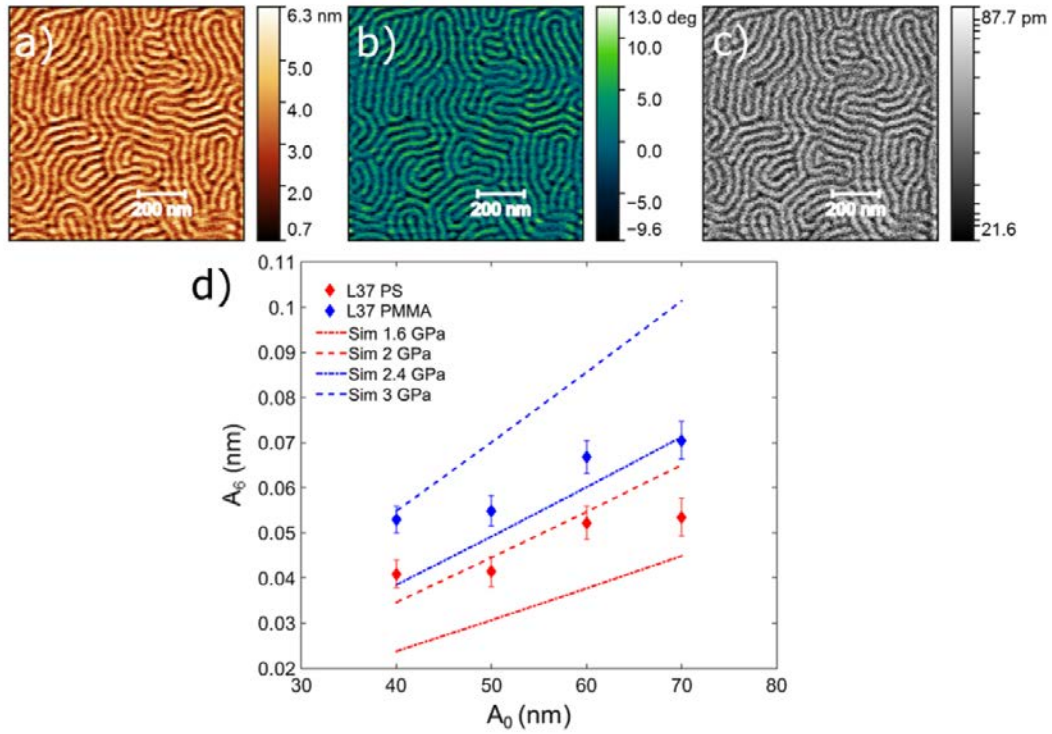 a)
200 nm
6.3 nm
5.0
4.0
3.0
2.0
0.7
b)
200 nm
13.0 deg
10.0
5.0
0.0
−5.0
−9.6
c)
200 nm
87.7 pm
21.6
d)
0.11
0.1
0.09
0.08
0.07
0.06
0.05
0.04
0.03
0.02
A6 (nm)
L37 PS
L37 PMMA
Sim 1.6 GPa
Sim 2 GPa
Sim 2.4 GPa
Sim 3 GPa
30
40
50
60
70
80
A0 (nm)